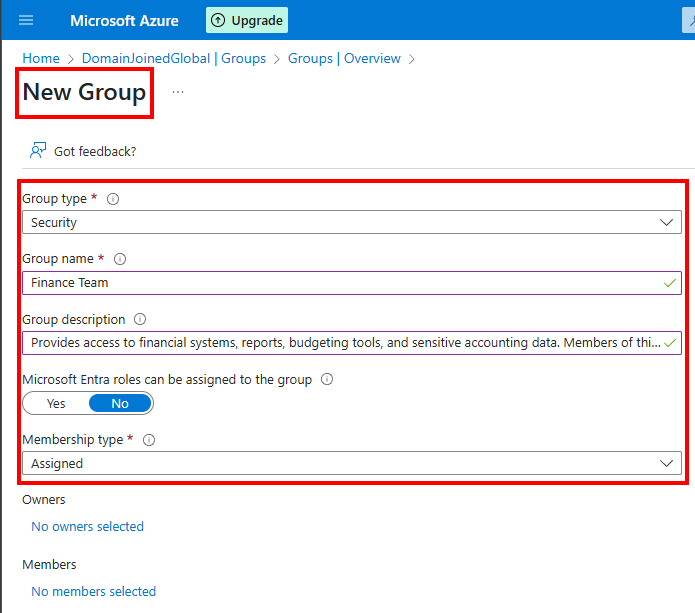 Microsoft Azure
Upgrade
Home > DomainJoinedGlobal | Groups > Groups | Overview >
New Group ...
Got feedback?
Group type *
Security
Group name *
Finance Team
Group description
Provides access to financial systems, reports, budgeting tools, and sensitive accounting data. Members of thi...
Microsoft Entra roles can be assigned to the group
Yes No
Membership type *
Assigned
Owners
No owners selected
Members
No members selected